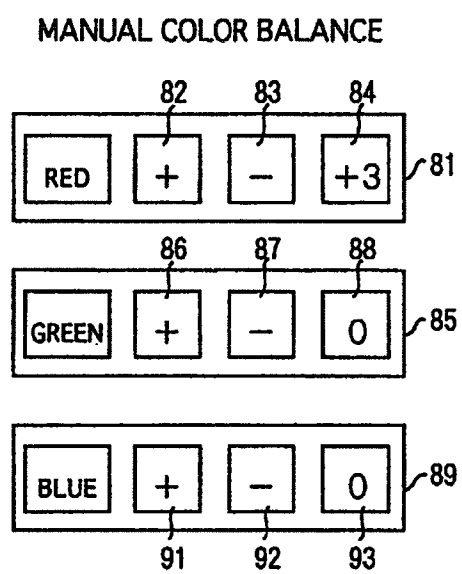 MANUAL COLOR BALANCE
82 83 84
RED + − +3 81
86 87 88
GREEN + − 0 85
BLUE + − 0 89
91 92 93